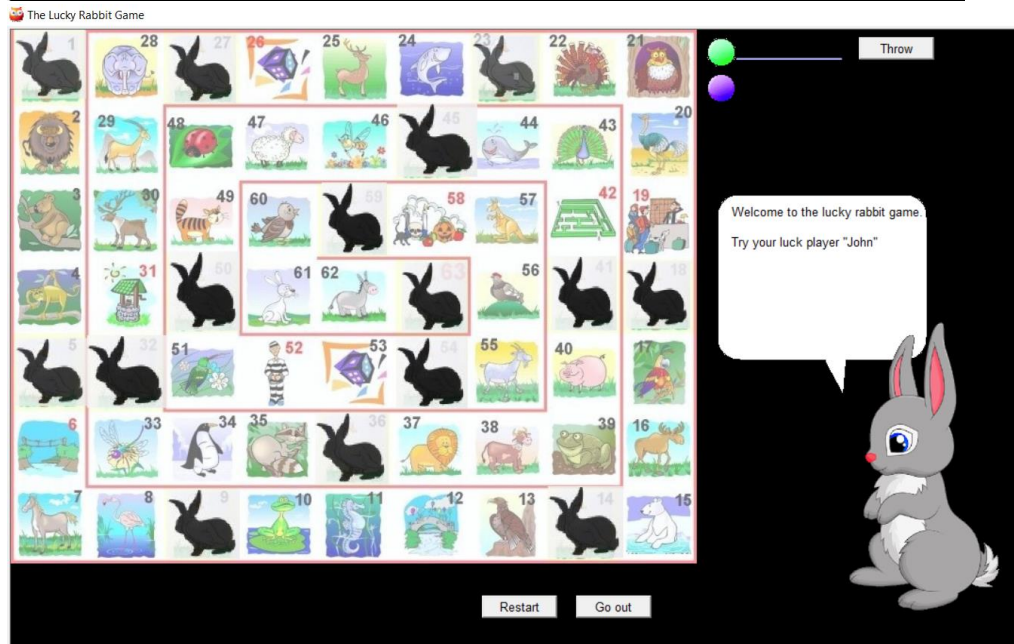 The Lucky Rabbit Game
1 28 27 26 25 24 23 22 21
Throw
2 29 48 47 46 45 44 43 20
3 30 49 60 59 58 57 42 19
Welcome to the lucky rabbit game.
Try your luck player "John"
4 31 50 61 62 63 56 41 18
5 32 51 52 53 54 55 40 17
6 33 34 35 36 37 38 39 16
7 8 9 10 11 12 13 14 15
Restart Go out